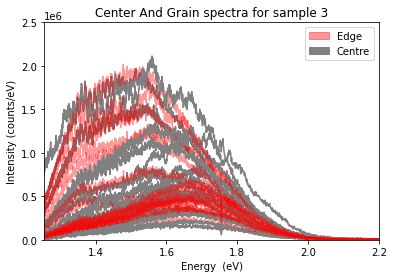 Center And Grain spectra for sample 3
1e6
2.5
2.0
1.5
1.0
0.5
0.0
Intensity (counts/eV)
Edge
Centre
1.4 1.6 1.8 2.0 2.2
Energy (eV)